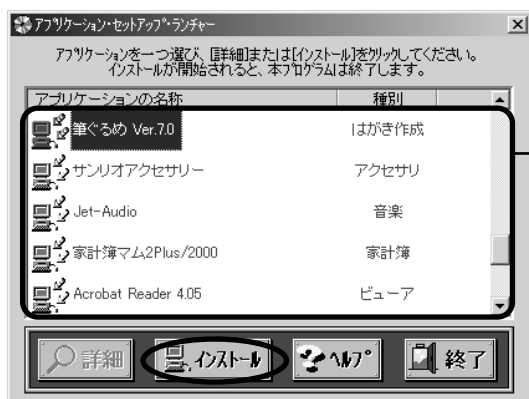 アプリケーション・セットアップ・ランチャー
アプリケーションを一つ選び、[詳細]または[インストール]をクリックしてください。
インストールが開始されると、本プログラムは終了します。
アプリケーションの名称 種別
筆ぐるめ Ver.7.0 はがき作成
サンリオアクセサリー アクセサリ
Jet-Audio 音楽
家計簿マム2Plus/2000 家計簿
Acrobat Reader 4.05 ビューア
詳細 インストール ヘルプ 終了